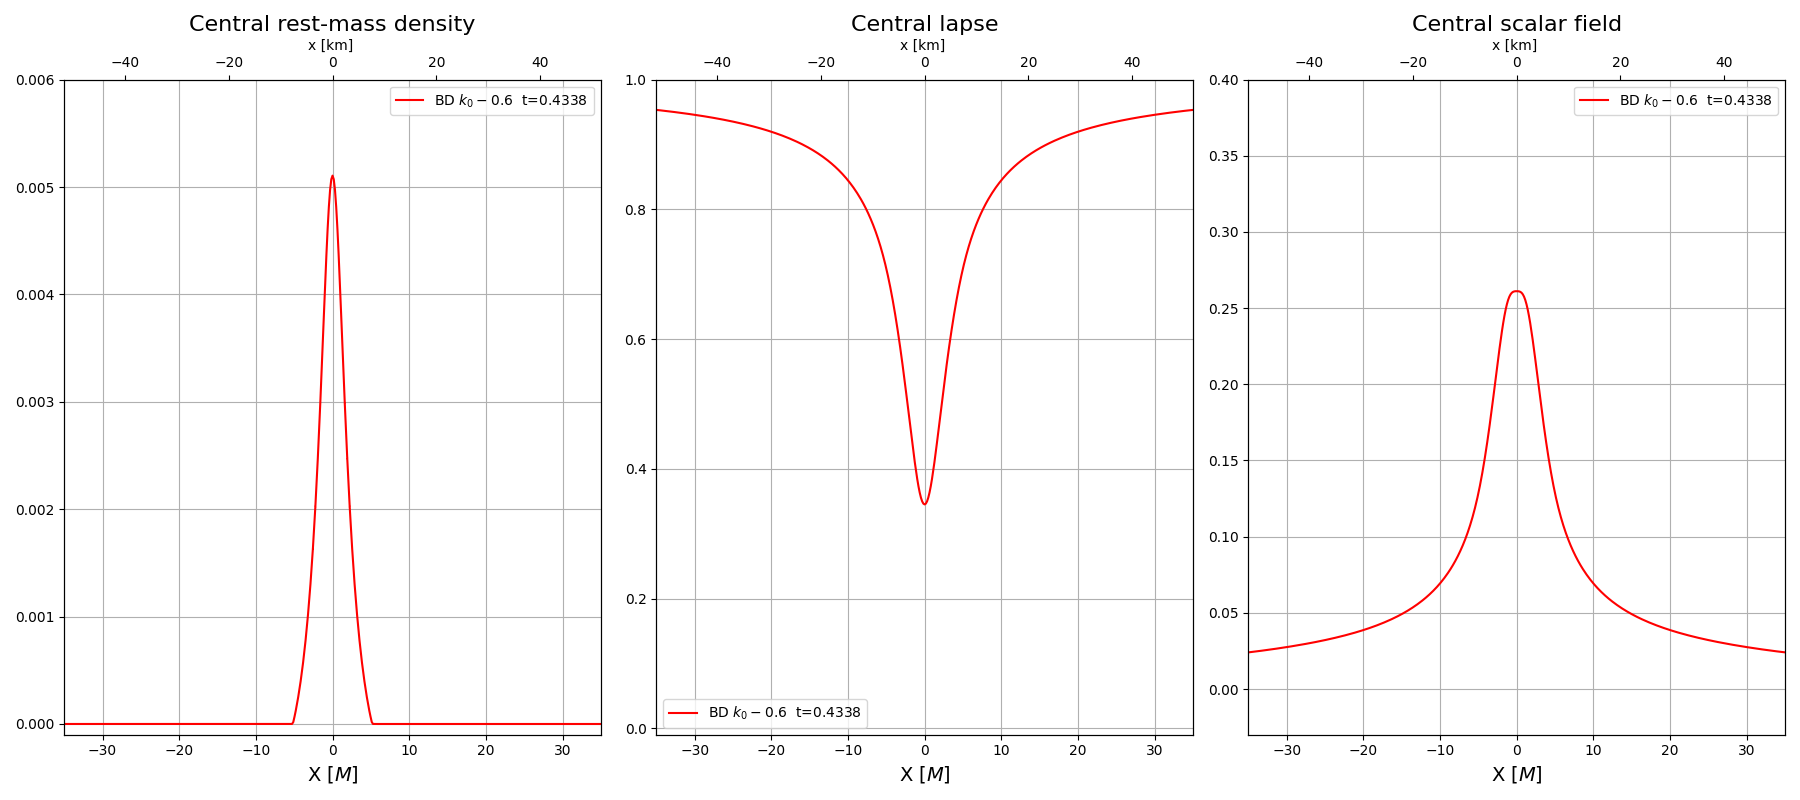 Central rest-mass density
x [km]
−40 −20 0 20 40
0.006
0.005
0.004
0.003
0.002
0.001
0.000
BD k₀ − 0.6 t=0.4338
−30 −20 −10 0 10 20 30
X [M]
Central lapse
x [km]
−40 −20 0 20 40
1.0
0.8
0.6
0.4
0.2
0.0
BD k₀ − 0.6 t=0.4338
−30 −20 −10 0 10 20 30
X [M]
Central scalar field
x [km]
−40 −20 0 20 40
0.40
0.35
0.30
0.25
0.20
0.15
0.10
0.05
0.00
BD k₀ − 0.6 t=0.4338
−30 −20 −10 0 10 20 30
X [M]